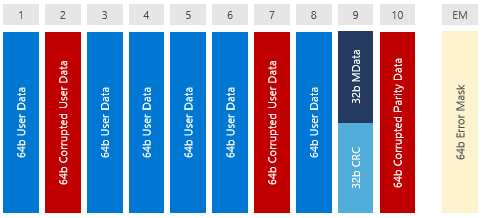 1 2 3 4 5 6 7 8 9 10 EM
64b User Data
64b Corrupted User Data
64b User Data
64b User Data
64b User Data
64b User Data
64b Corrupted User Data
64b User Data
32b MData
32b CRC
64b Corrupted Parity Data
64b Error Mask